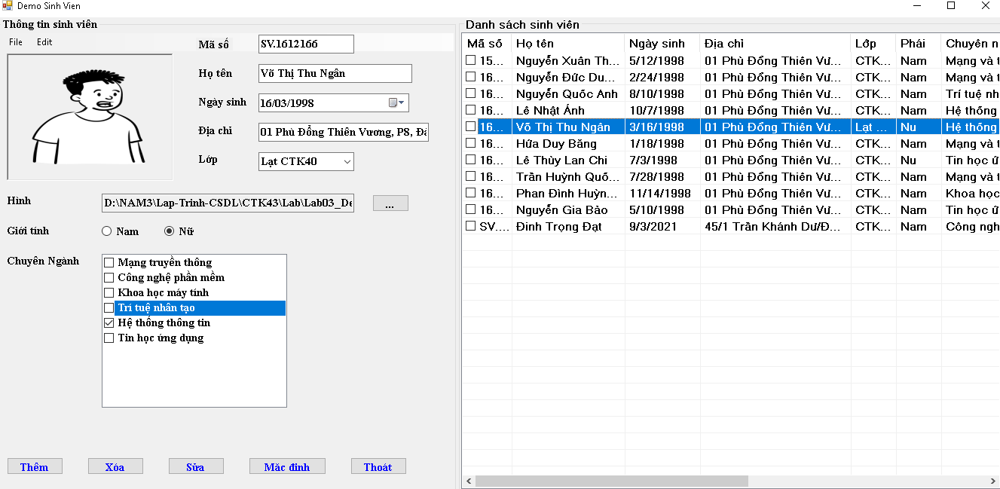 Demo Sinh Vien
Thông tin sinh viên
File Edit
Mã số SV.1612166
Họ tên Võ Thị Thu Ngân
Ngày sinh 16/03/1998
Địa chỉ 01 Phù Đổng Thiên Vương, P8, Đà
Lớp Lạt CTK40
Hình D:\NAM3\Lap-Trinh-CSDL\CTK43\Lab\Lab03_De ...
Giới tính Nam Nữ
Chuyên Ngành
Mạng truyền thông
Công nghệ phần mềm
Khoa học máy tính
Trí tuệ nhân tạo
Hệ thống thông tin
Tin học ứng dụng
Thêm Xóa Sửa Mặc định Thoát
Danh sách sinh viên
Mã số Họ tên Ngày sinh Địa chỉ Lớp Phái Chuyên n
15... Nguyễn Xuân Th... 5/12/1998 01 Phù Đổng Thiên Vư... CTK... Nam Mạng và t
16... Nguyễn Đức Du... 2/24/1998 01 Phù Đổng Thiên Vư... CTK... Nam Mạng và t
16... Nguyễn Quốc Anh 8/10/1998 01 Phù Đổng Thiên Vư... CTK... Nam Trí tuệ nh
16... Lê Nhật Ánh 10/7/1998 01 Phù Đổng Thiên Vư... CTK... Nam Hệ thống
16... Võ Thị Thu Ngân 3/16/1998 01 Phù Đổng Thiên Vư... Lạt ... Nu Hệ thống
16... Hứa Duy Băng 1/18/1998 01 Phù Đổng Thiên Vư... CTK... Nam Mạng và t
16... Lê Thùy Lan Chi 7/3/1998 01 Phù Đổng Thiên Vư... CTK... Nu Tin học ứ
16... Trần Huỳnh Quố... 7/28/1998 01 Phù Đổng Thiên Vư... CTK... Nam Mạng và t
16... Phan Đình Huỳn... 11/14/1998 01 Phù Đổng Thiên Vư... CTK... Nam Khoa học
16... Nguyễn Gia Bảo 5/10/1998 01 Phù Đổng Thiên Vư... CTK... Nam Tin học ứ
SV.... Đinh Trọng Đạt 9/3/2021 45/1 Trần Khánh Dư/Đ... CTK... Nam Công ngh